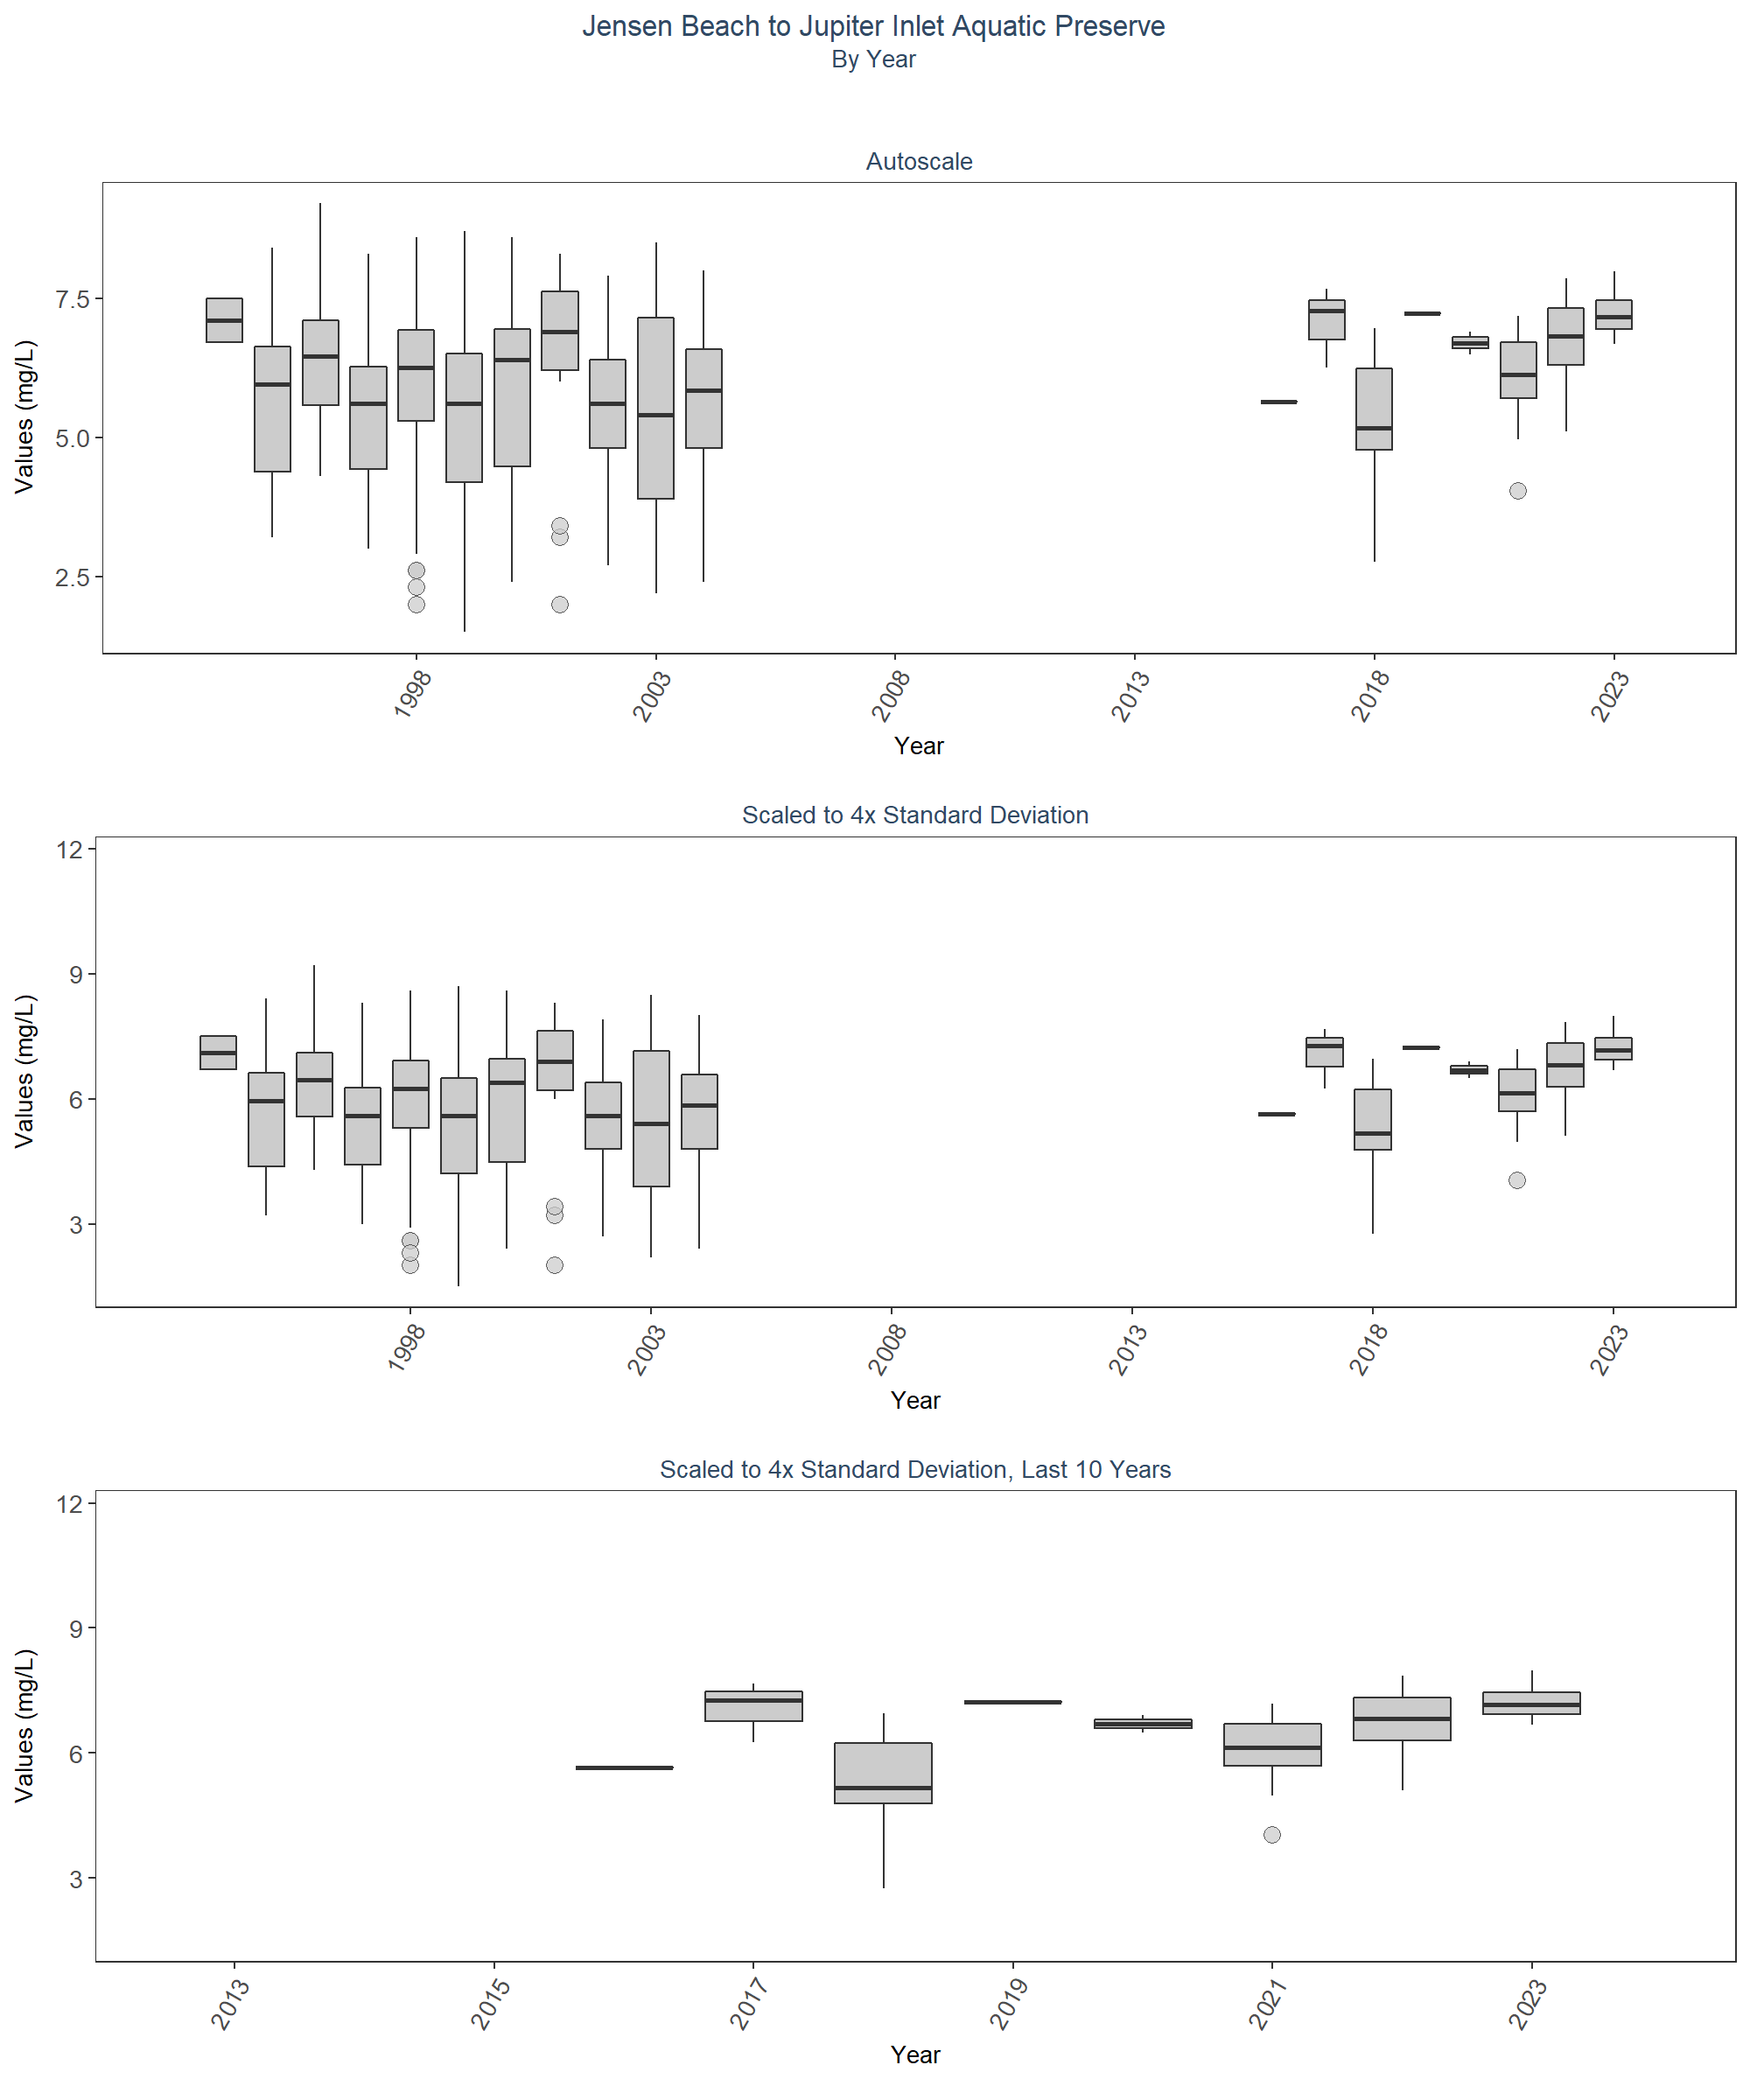 Jensen Beach to Jupiter Inlet Aquatic Preserve
By Year
Autoscale
Values (mg/L)
7.5
5.0
2.5
1998 2003 2008 2013 2018 2023
Year
Scaled to 4x Standard Deviation
Values (mg/L)
12
9
6
3
1998 2003 2008 2013 2018 2023
Year
Scaled to 4x Standard Deviation, Last 10 Years
Values (mg/L)
12
9
6
3
2013 2015 2017 2019 2021 2023
Year